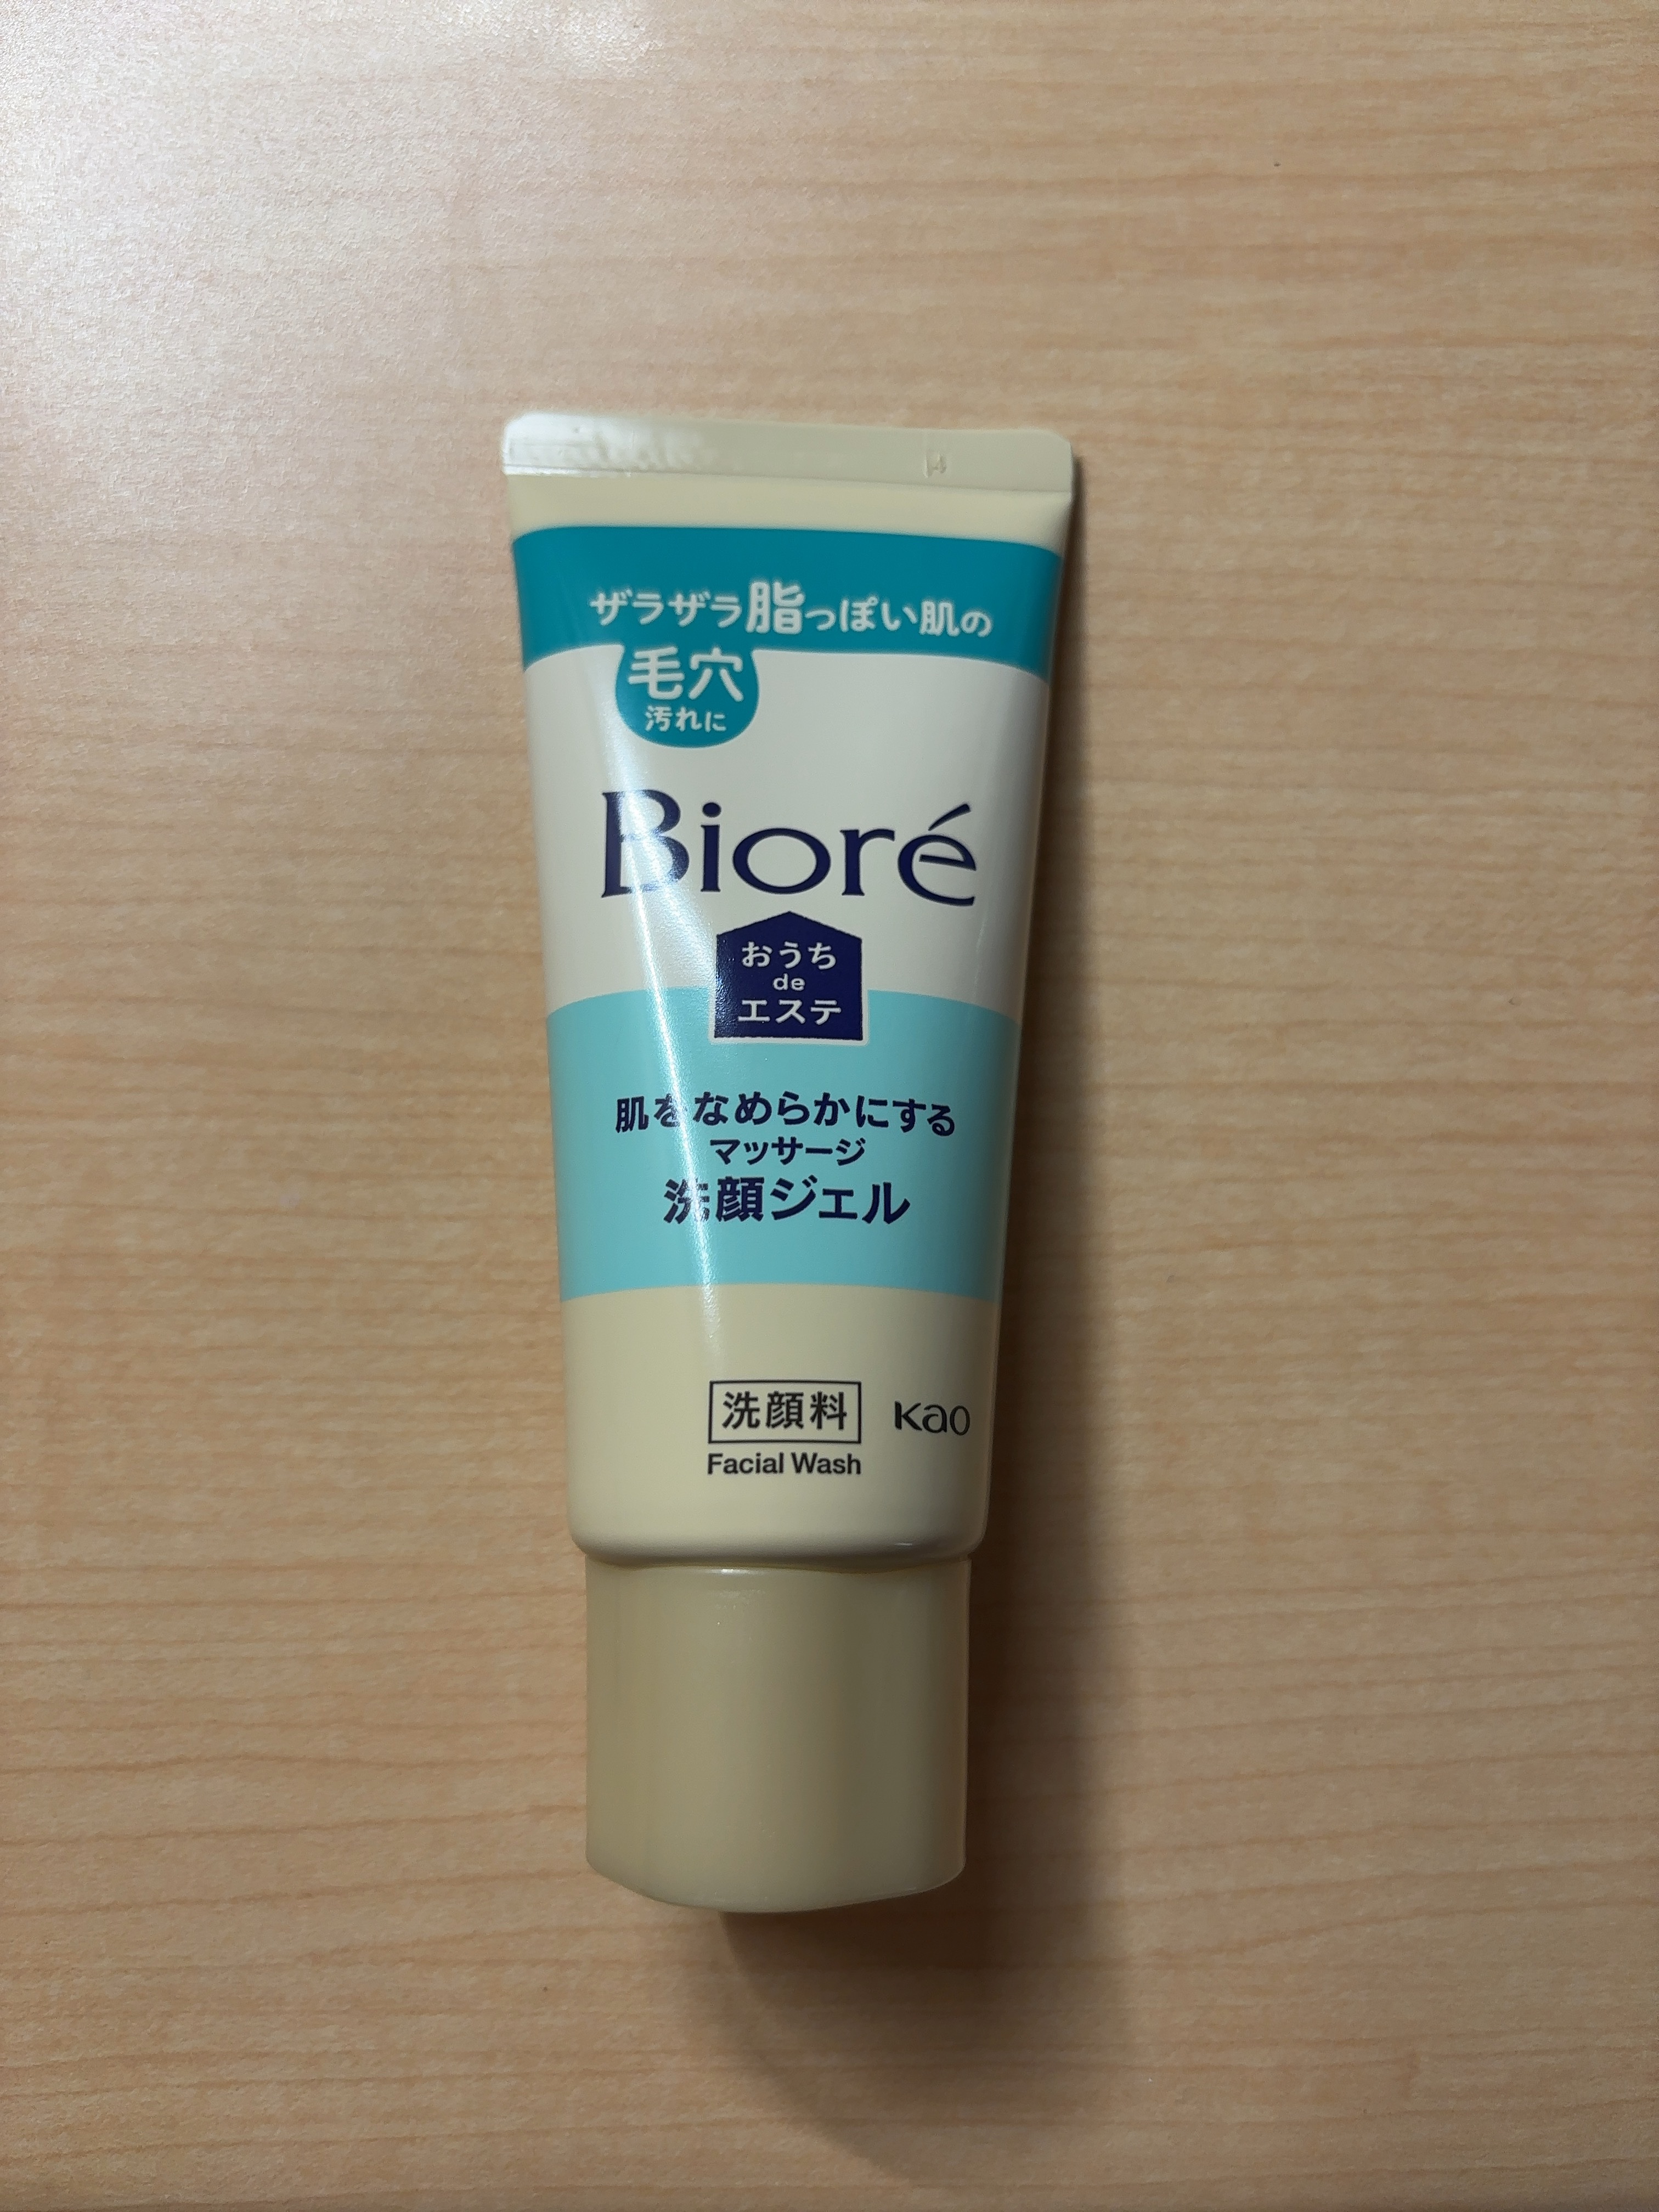 ザラザラ脂っぽい肌の
毛穴
汚れに
Bioré
おうち
de
エステ
肌をなめらかにする
マッサージ
洗顔ジェル
洗顔料
Kao
Facial Wash